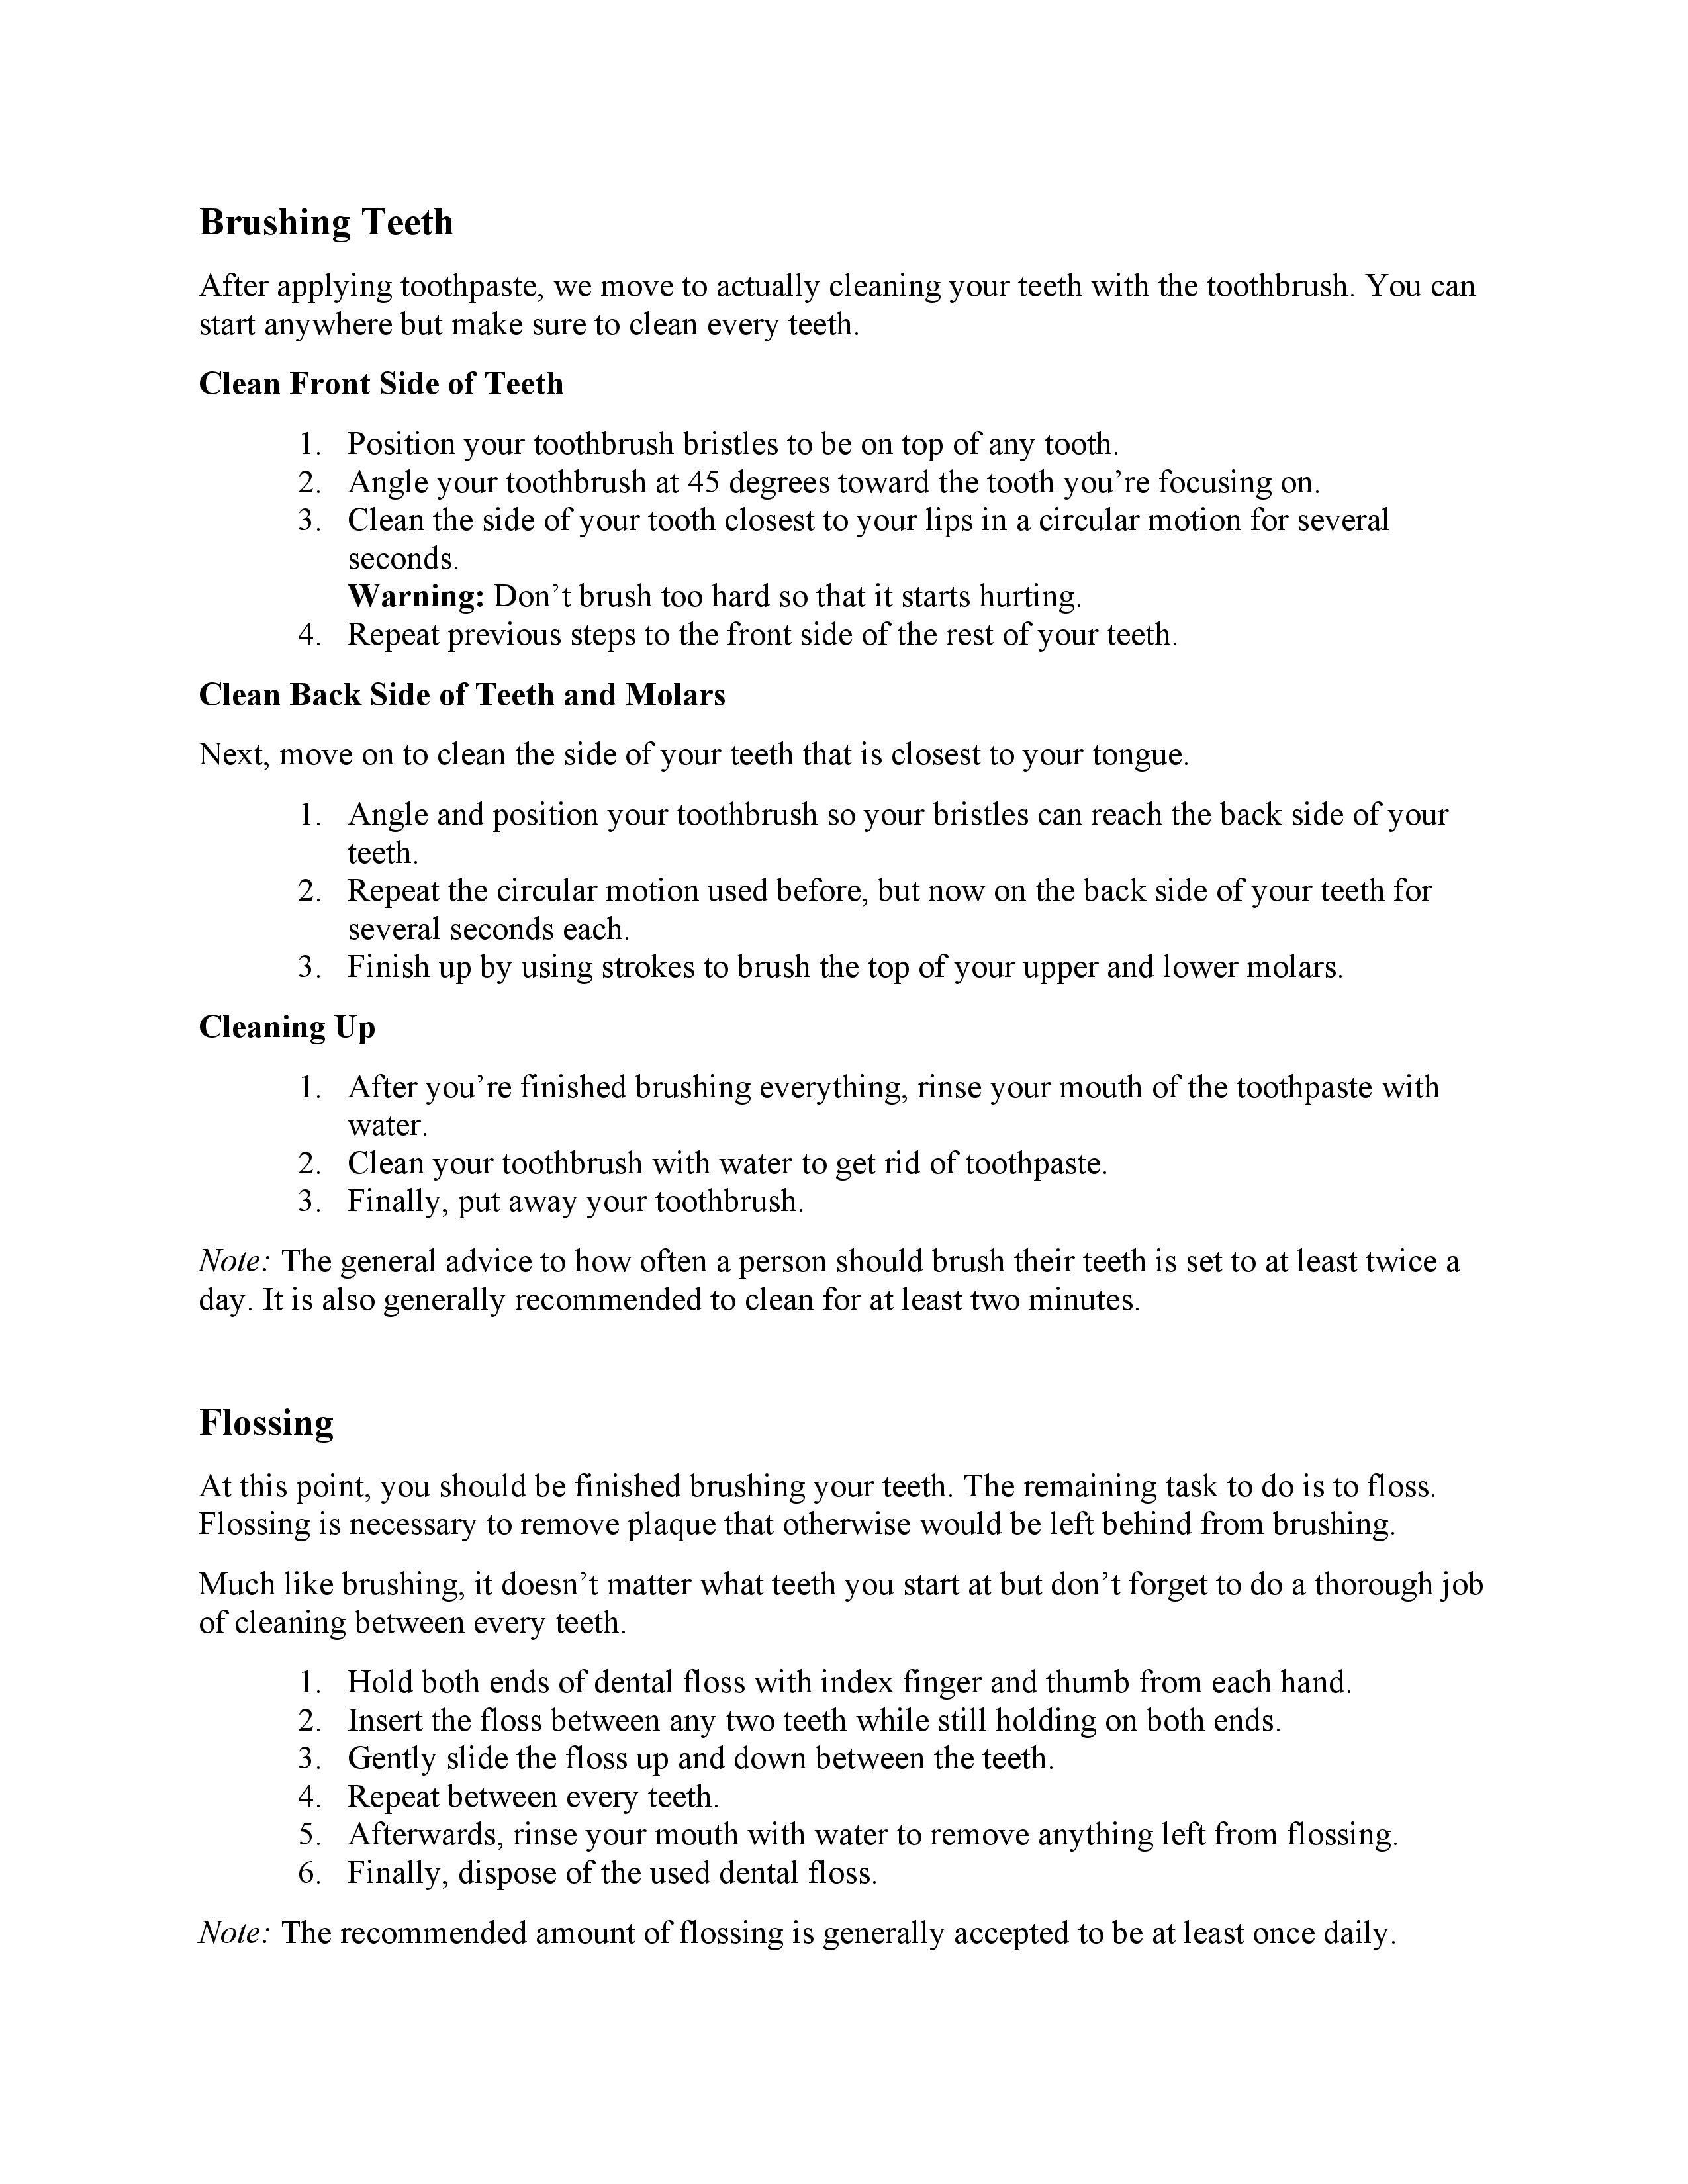 Brushing Teeth
After applying toothpaste, we move to actually cleaning your teeth with the toothbrush. You can
start anywhere but make sure to clean every teeth.
Clean Front Side of Teeth
1. Position your toothbrush bristles to be on top of any tooth.
2. Angle your toothbrush at 45 degrees toward the tooth you’re focusing on.
3. Clean the side of your tooth closest to your lips in a circular motion for several
seconds.
Warning: Don’t brush too hard so that it starts hurting.
4. Repeat previous steps to the front side of the rest of your teeth.
Clean Back Side of Teeth and Molars
Next, move on to clean the side of your teeth that is closest to your tongue.
1. Angle and position your toothbrush so your bristles can reach the back side of your
teeth.
2. Repeat the circular motion used before, but now on the back side of your teeth for
several seconds each.
3. Finish up by using strokes to brush the top of your upper and lower molars.
Cleaning Up
1. After you’re finished brushing everything, rinse your mouth of the toothpaste with
water.
2. Clean your toothbrush with water to get rid of toothpaste.
3. Finally, put away your toothbrush.
Note: The general advice to how often a person should brush their teeth is set to at least twice a
day. It is also generally recommended to clean for at least two minutes.
Flossing
At this point, you should be finished brushing your teeth. The remaining task to do is to floss.
Flossing is necessary to remove plaque that otherwise would be left behind from brushing.
Much like brushing, it doesn’t matter what teeth you start at but don’t forget to do a thorough job
of cleaning between every teeth.
1. Hold both ends of dental floss with index finger and thumb from each hand.
2. Insert the floss between any two teeth while still holding on both ends.
3. Gently slide the floss up and down between the teeth.
4. Repeat between every teeth.
5. Afterwards, rinse your mouth with water to remove anything left from flossing.
6. Finally, dispose of the used dental floss.
Note: The recommended amount of flossing is generally accepted to be at least once daily.